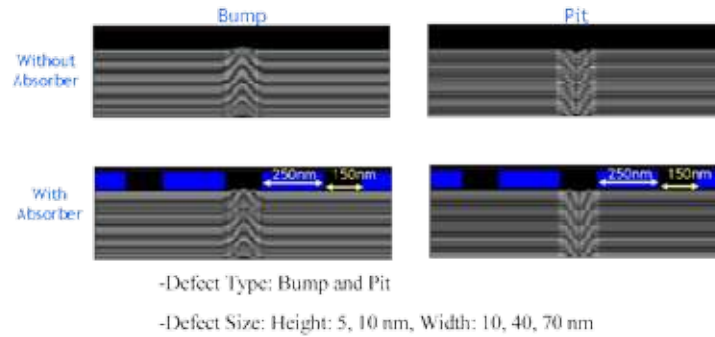 Bump Pit
Without
Absorber
With
Absorber
250nm 150nm 250nm 150nm
-Defect Type: Bump and Pit
-Defect Size: Height: 5, 10 nm, Width: 10, 40, 70 nm